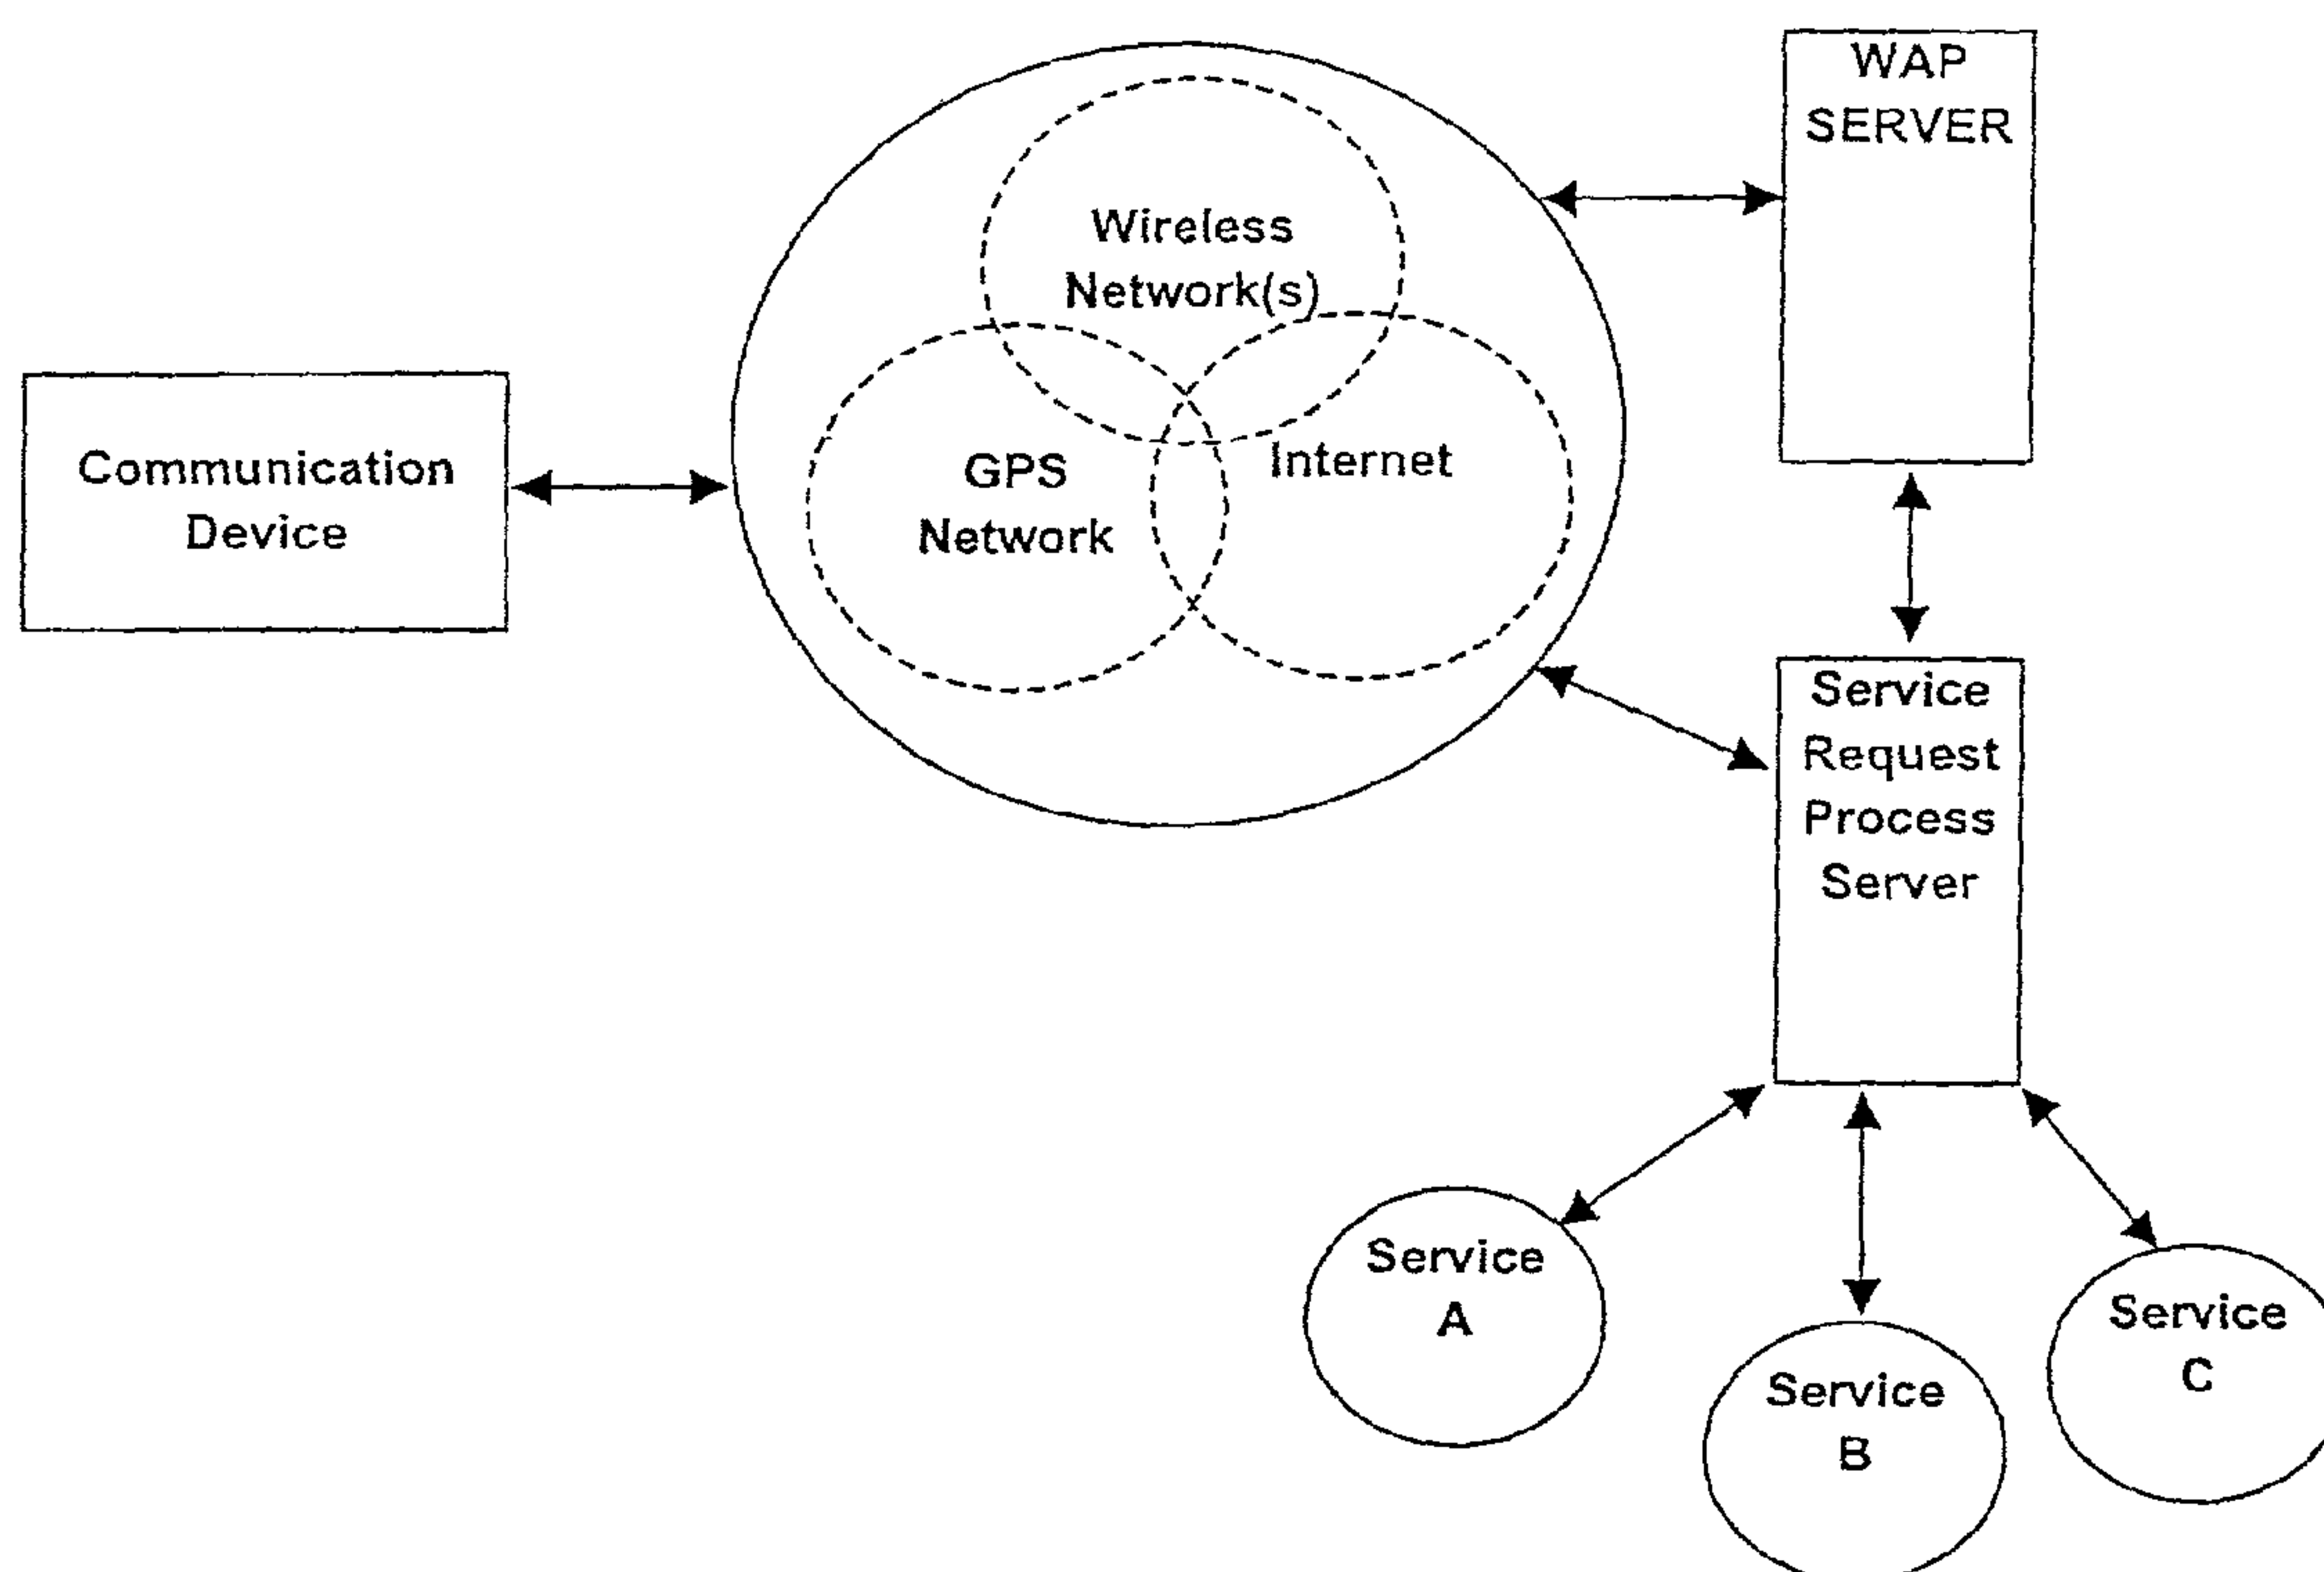 WAP
SERVER
Wireless
Network(s)
Communication
Device
GPS
Network
Internet
Service
Request
Process
Server
Service
A
Service
B
Service
C